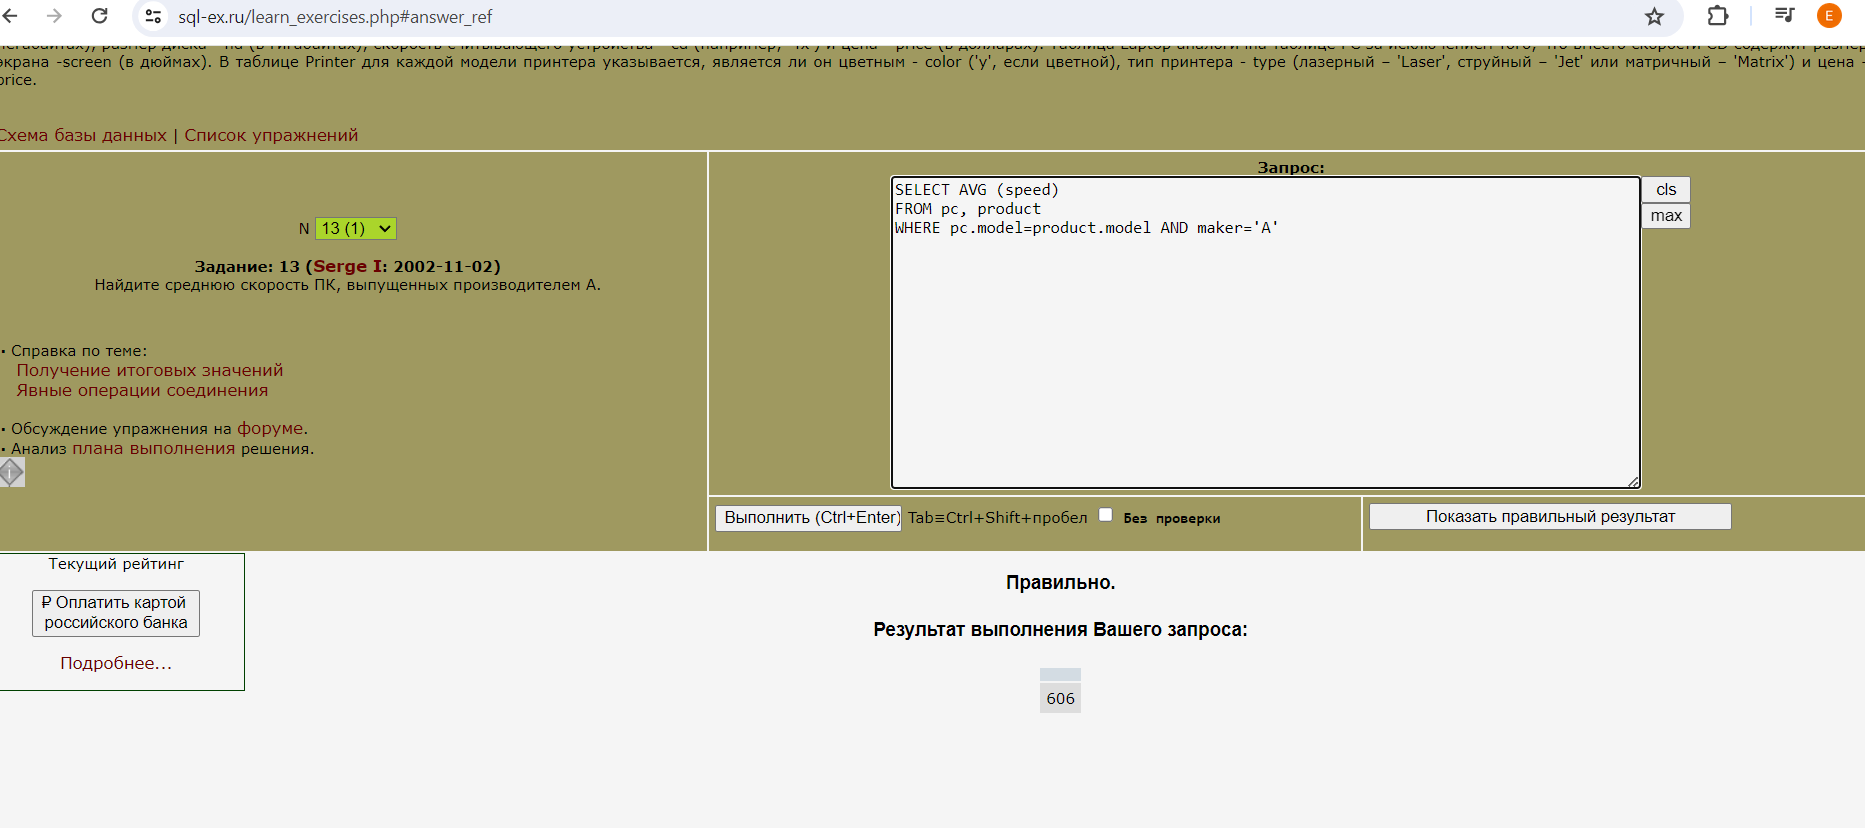 sql-ex.ru/learn_exercises.php#answer_ref
E
экрана -screen (в дюймах). В таблице Printer для каждой модели принтера указывается, является ли он цветным - color ('y', если цветной), тип принтера - type (лазерный – 'Laser', струйный – 'Jet' или матричный – 'Matrix') и цена -
price.
Схема базы данных | Список упражнений
N 13 (1)
Задание: 13 (Serge I: 2002-11-02)
Найдите среднюю скорость ПК, выпущенных производителем A.
• Справка по теме:
Получение итоговых значений
Явные операции соединения
• Обсуждение упражнения на форуме.
• Анализ плана выполнения решения.
Запрос:
SELECT AVG (speed)
FROM pc, product
WHERE pc.model=product.model AND maker='A'
cls
max
Выполнить (Ctrl+Enter) Tab≡Ctrl+Shift+пробел Без проверки
Показать правильный результат
Текущий рейтинг
₽ Оплатить картой
российского банка
Подробнее...
Правильно.
Результат выполнения Вашего запроса:
606